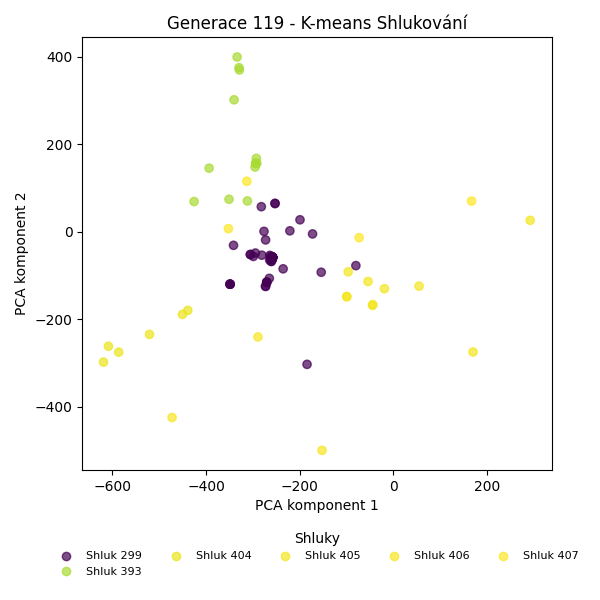 Generace 119 - K-means Shlukování
400
200
0
−200
−400
PCA komponent 2
−600
−400
−200
0
200
PCA komponent 1
Shluky
Shluk 299
Shluk 404
Shluk 405
Shluk 406
Shluk 407
Shluk 393